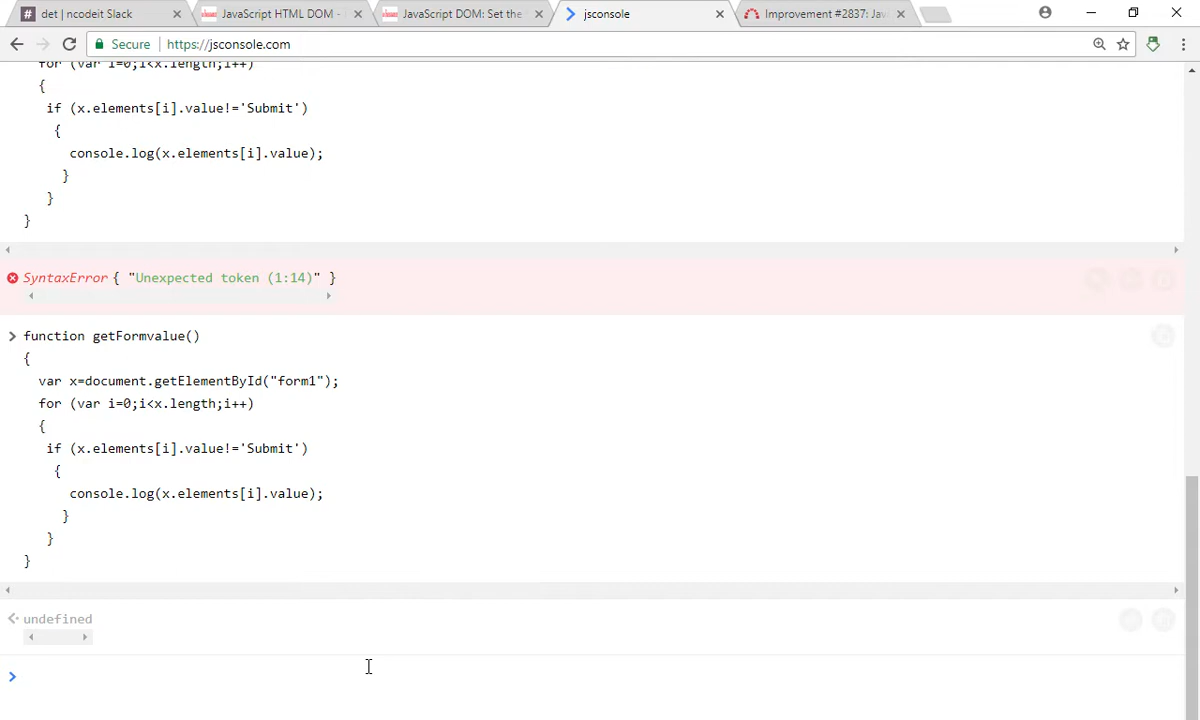 det | ncodeit Slack
JavaScript HTML DOM -
JavaScript DOM: Set the
jsconsole
Improvement #2837: Jav
Secure
https://jsconsole.com
for (var i=0;i<x.length;i++)
{
if (x.elements[i].value!='Submit')
{
console.log(x.elements[i].value);
}
}
}
SyntaxError { "Unexpected token (1:14)" }
function getFormvalue()
{
var x=document.getElementById("form1");
for (var i=0;i<x.length;i++)
{
if (x.elements[i].value!='Submit')
{
console.log(x.elements[i].value);
}
}
}
undefined